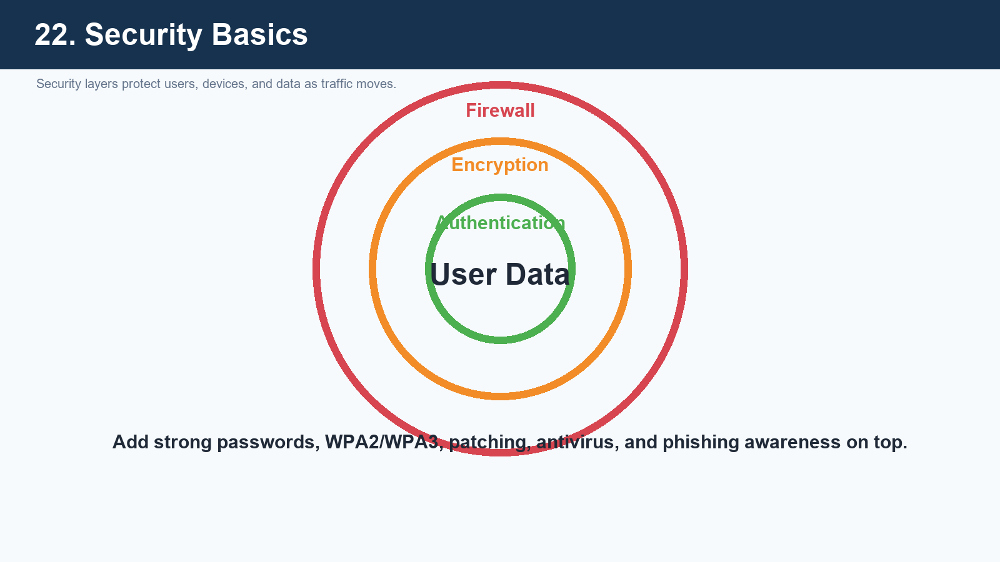 22. Security Basics
Security layers protect users, devices, and data as traffic moves.
Firewall
Encryption
Authentication
User Data
Add strong passwords, WPA2/WPA3, patching, antivirus, and phishing awareness on top.